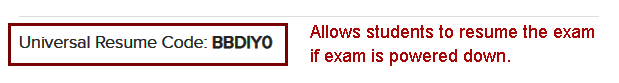 Universal Resume Code: BBDIY0
Allows students to resume the exam
if exam is powered down.